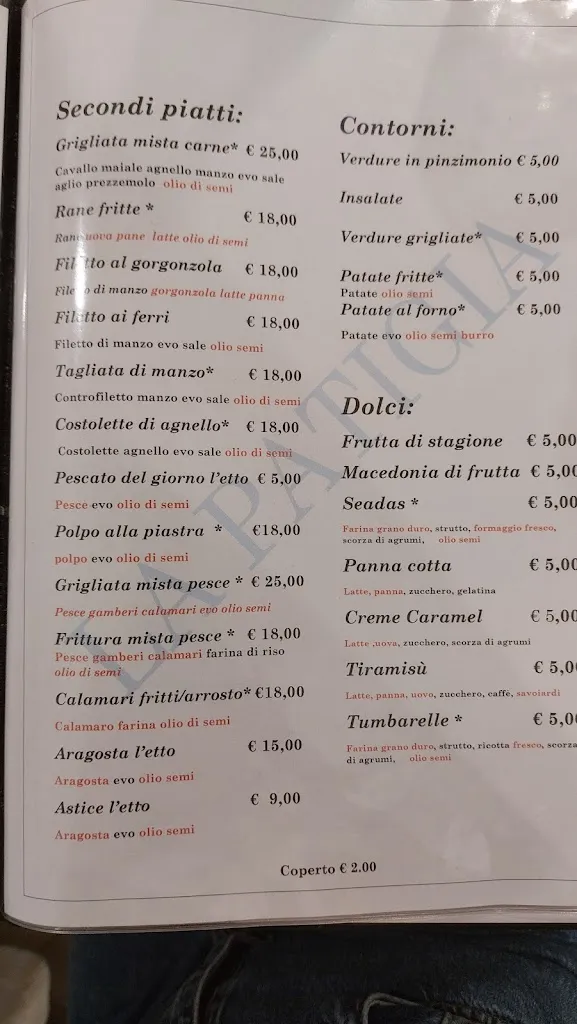 Secondi piatti:
Grigliata mista carne* € 25,00
Cavallo maiale agnello manzo evo sale
aglio prezzemolo olio di semi
Rane fritte * € 18,00
Rane uova pane latte olio di semi
Filetto al gorgonzola € 18,00
Filetto di manzo gorgonzola latte panna
Filetto ai ferri € 18,00
Filetto di manzo evo sale olio semi
Tagliata di manzo* € 18,00
Controfiletto manzo evo sale olio di semi
Costolette di agnello* € 18,00
Costolette agnello evo sale olio di semi
Pescato del giorno l'etto € 5,00
Pesce evo olio di semi
Polpo alla piastra * €18,00
polpo evo olio di semi
Grigliata mista pesce * € 25,00
Pesce gamberi calamari evo olio semi
Frittura mista pesce * € 18,00
Pesce gamberi calamari farina di riso
olio di semi
Calamari fritti/arrosto* €18,00
Calamaro farina olio di semi
Aragosta l'etto € 15,00
Aragosta evo olio semi
Astice l'etto € 9,00
Aragosta evo olio semi
Contorni:
Verdure in pinzimonio € 5,00
Insalate € 5,00
Verdure grigliate* € 5,00
Patate fritte* € 5,00
Patate olio semi
Patate al forno* € 5,00
Patate evo olio semi burro
Dolci:
Frutta di stagione € 5,00
Macedonia di frutta € 5,00
Seadas * € 5,00
Farina grano duro, strutto, formaggio fresco,
scorza di agrumi, olio semi
Panna cotta € 5,00
Latte, panna, zucchero, gelatina
Creme Caramel € 5,00
Latte ,uova, zucchero, scorza di agrumi
Tiramisù € 5,00
Latte, panna, uovo, zucchero, caffe, savoiardi
Tumbarelle * € 5,00
Farina grano duro, strutto, ricotta fresco, scorza
di agrumi, olio semi
Coperto € 2.00
LA PATIGIA